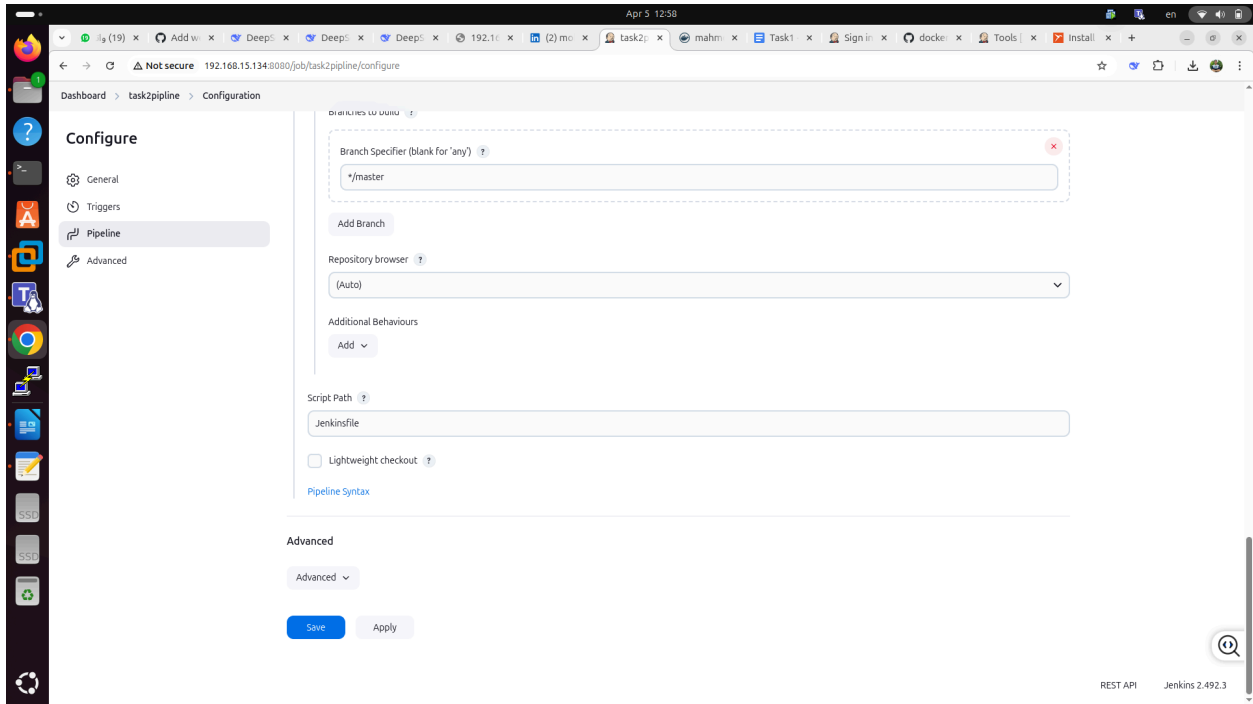 Apr 5 12:58
en
(19) وا
Add w
DeepS
DeepS
DeepS
192.16
(2) mo
task2p
mahm
Task1
Sign in
docke
Tools |
Install
Not secure 192.168.15.134:8080/job/task2pipline/configure
Dashboard > task2pipline > Configuration
Configure
General
Triggers
Pipeline
Advanced
Branches to build ?
Branch Specifier (blank for 'any') ?
*/master
Add Branch
Repository browser ?
(Auto)
Additional Behaviours
Add
Script Path ?
Jenkinsfile
Lightweight checkout ?
Pipeline Syntax
Advanced
Advanced
Save Apply
REST API Jenkins 2.492.3
SSD
SSD